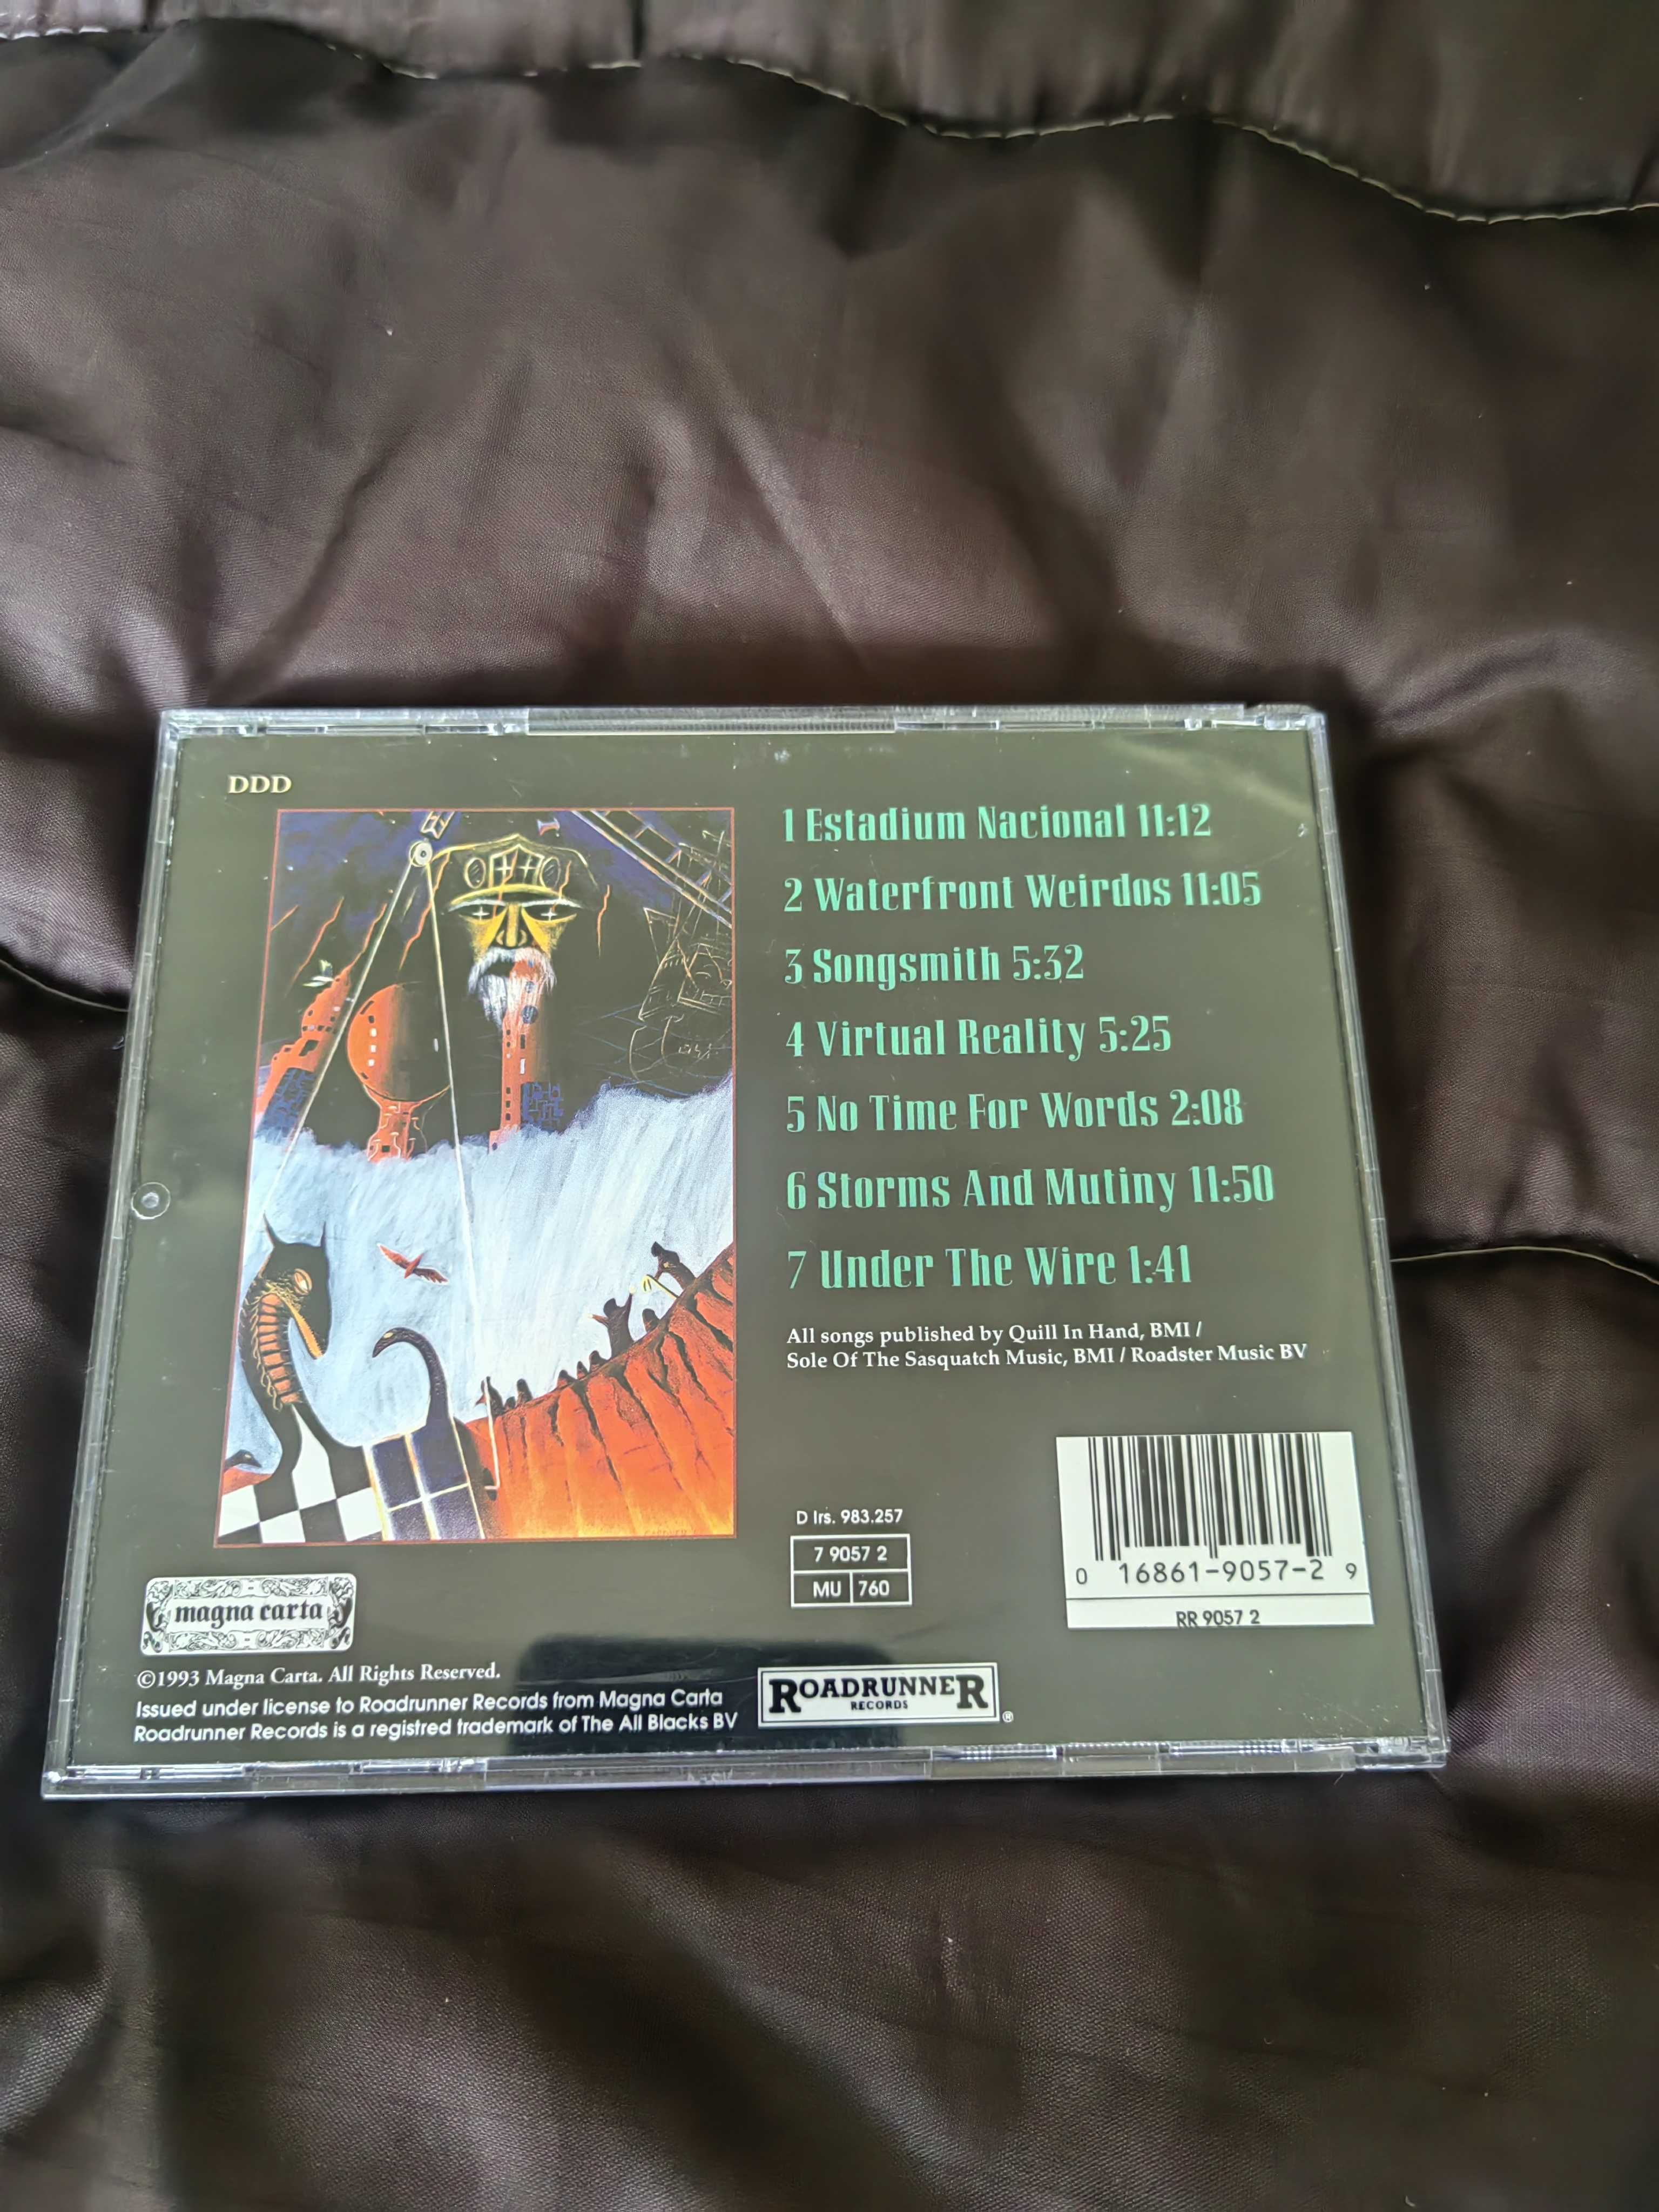 DDD
1 Estadium Nacional 11:12
2 Waterfront Weirdos 11:05
3 Songsmith 5:32
4 Virtual Reality 5:25
5 No Time For Words 2:08
6 Storms And Mutiny 11:50
7 Under The Wire 1:41
All songs published by Quill In Hand, BMI /
Sole Of The Sasquatch Music, BMI / Roadster Music BV
D Irs. 983.257
7 9057 2
MU 760
0 16861-9057-2 9
RR 9057 2
magna carta
©1993 Magna Carta. All Rights Reserved.
Issued under license to Roadrunner Records from Magna Carta
Roadrunner Records is a registred trademark of The All Blacks BV
ROADRUNNER
RECORDS
®